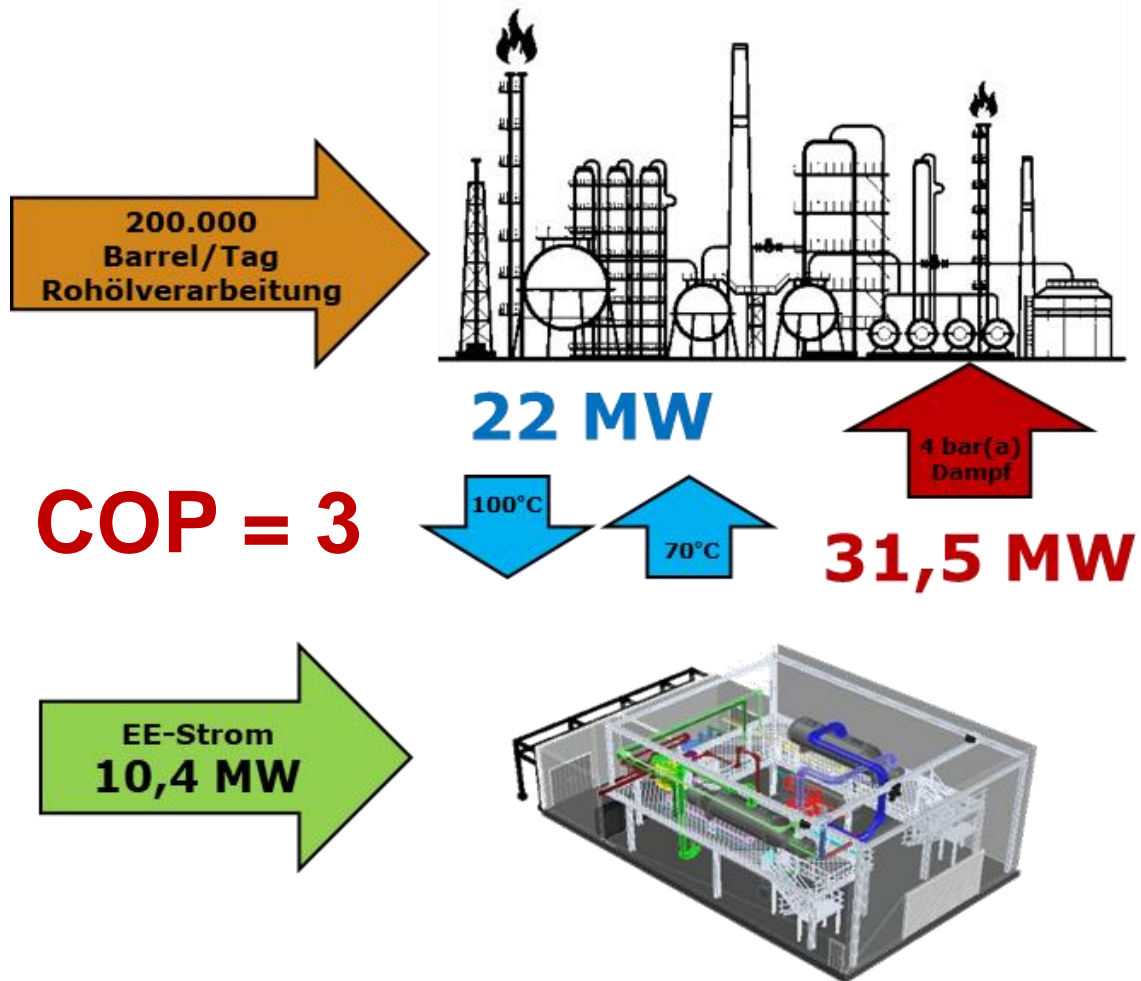 200.000
Barrel/Tag
Rohölverarbeitung
22 MW
4 bar(a)
Dampf
COP = 3
100°C
70°C
31,5 MW
EE-Strom
10,4 MW